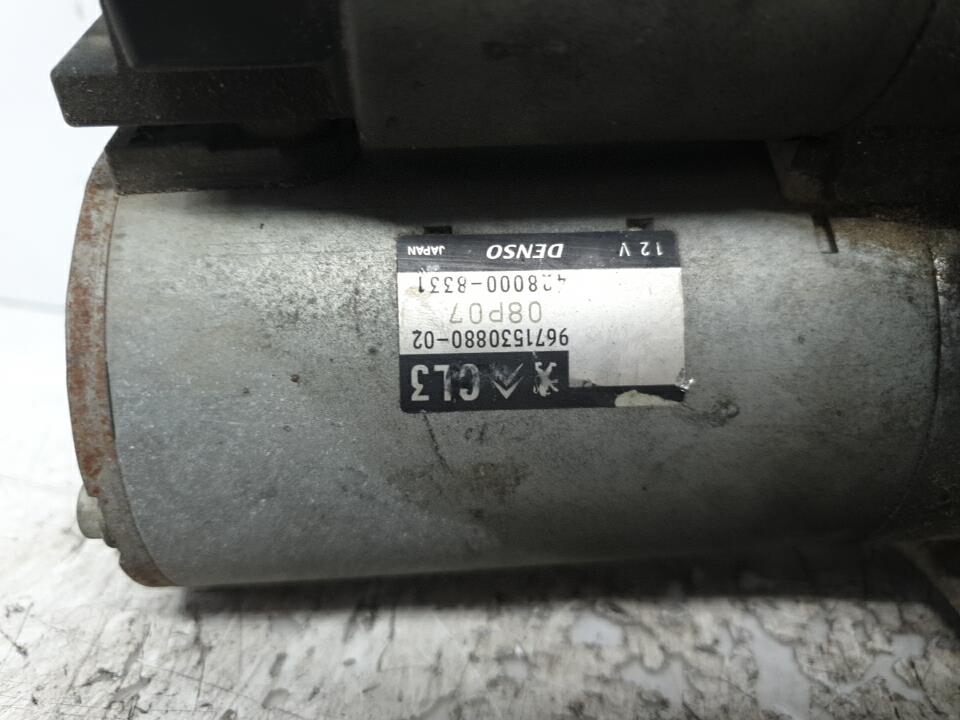 12 V DENSO JAPAN
428000-8331
08P07
9671530880-02
CL3